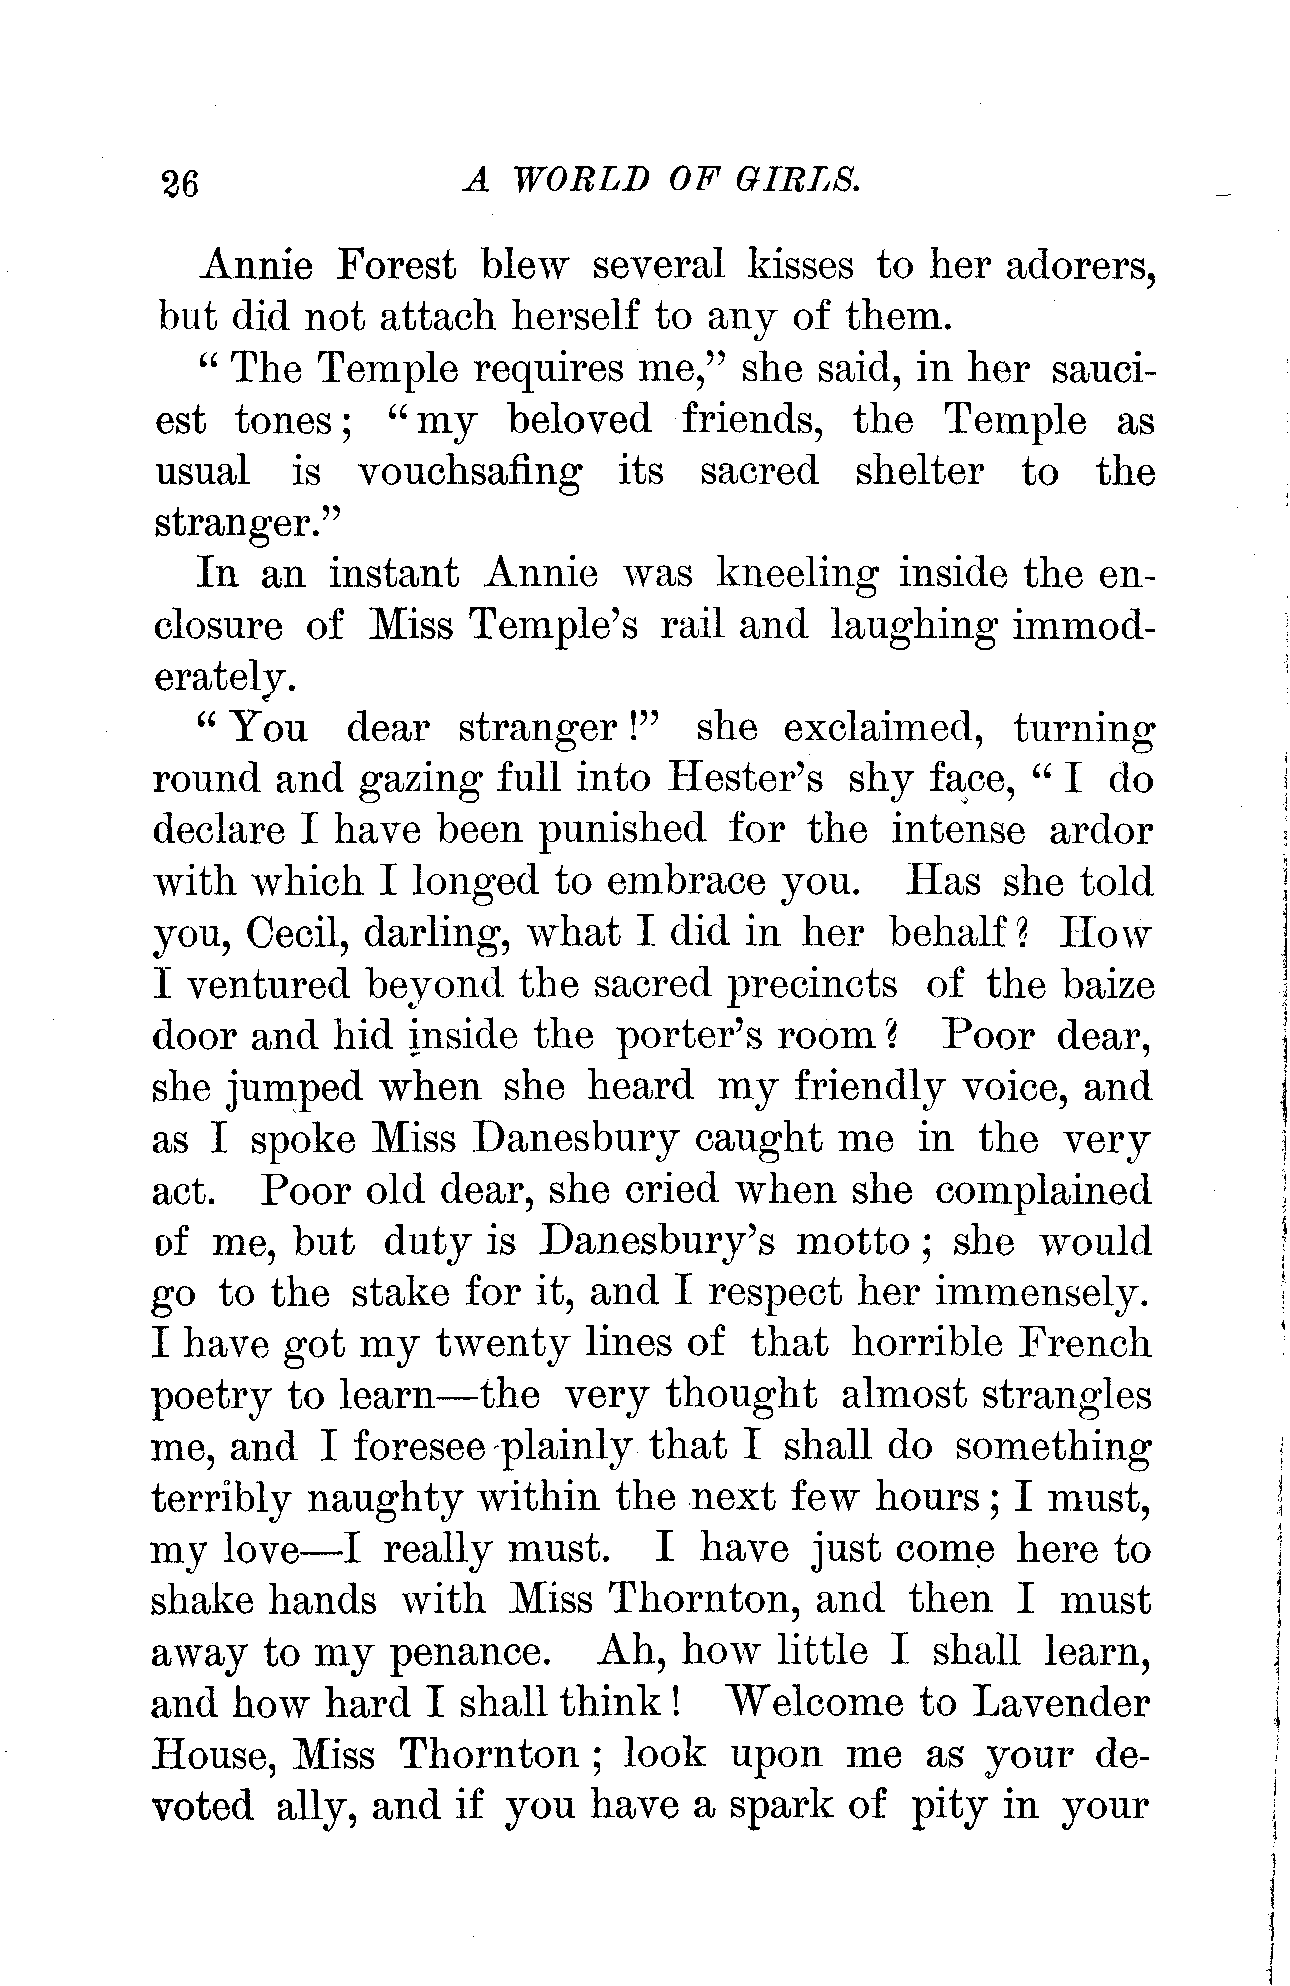 26 A WORLD OF GIRLS.
Annie Forest blew several kisses to her adorers,
but did not attach herself to any of them.
“ The Temple requires me,” she said, in her sauci-
est tones ; “ my beloved friends, the Temple as
usual is vouchsafing its sacred shelter to the
stranger.”
In an instant Annie was kneeling inside the en-
closure of Miss Temple’s rail and laughing immod-
erately.
“ You dear stranger !” she exclaimed, turning
round and gazing full into Hester’s shy face, “ I do
declare I have been punished for the intense ardor
with which I longed to embrace you. Has she told
you, Cecil, darling, what I did in her behalf ? How
I ventured beyond the sacred precincts of the baize
door and hid inside the porter’s room ? Poor dear,
she jumped when she heard my friendly voice, and
as I spoke Miss Danesbury caught me in the very
act. Poor old dear, she cried when she complained
of me, but duty is Danesbury’s motto ; she would
go to the stake for it, and I respect her immensely.
I have got my twenty lines of that horrible French
poetry to learn—the very thought almost strangles
me, and I foresee plainly that I shall do something
terribly naughty within the next few hours ; I must,
my love—I really must. I have just come here to
shake hands with Miss Thornton, and then I must
away to my penance. Ah, how little I shall learn,
and how hard I shall think ! Welcome to Lavender
House, Miss Thornton ; look upon me as your de-
voted ally, and if you have a spark of pity in your